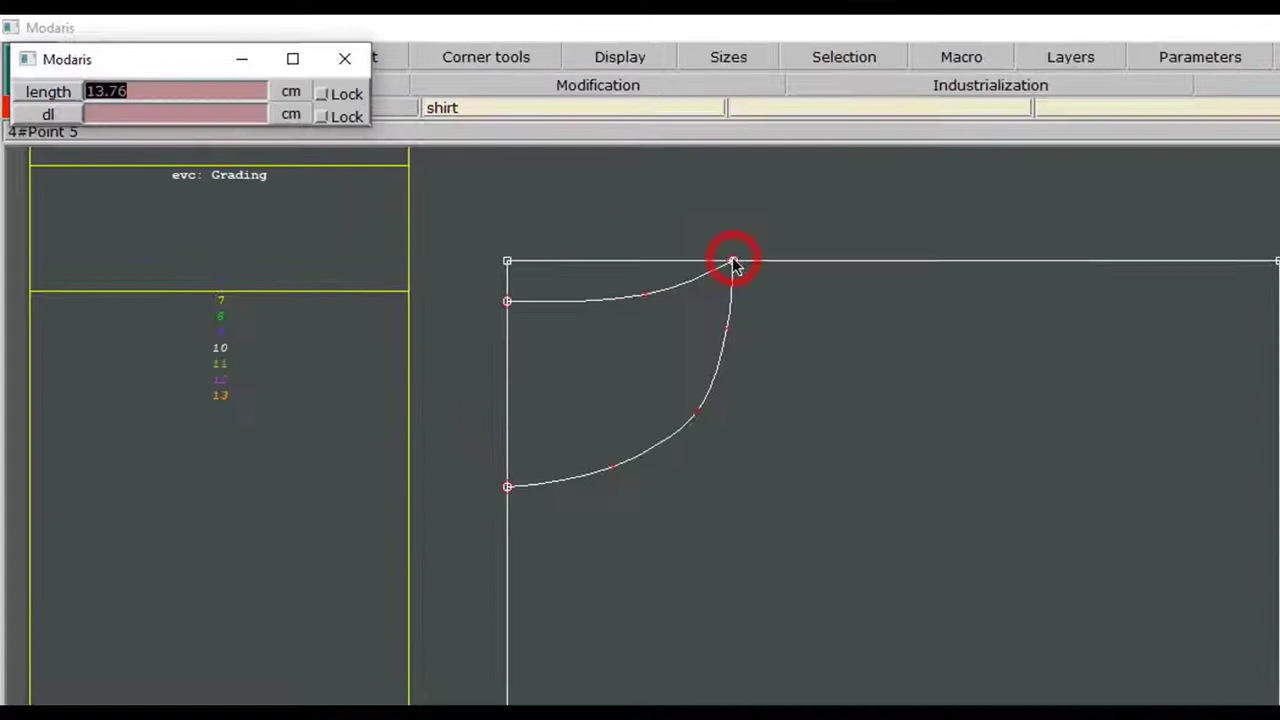 Modaris
Modaris
t
Corner tools
Display
Sizes
Selection
Macro
Layers
Parameters
length 13.76 cm Lock
Modification
Industrialization
dl cm Lock
shirt
4#Point 5
evc: Grading
7
10
11
12
13